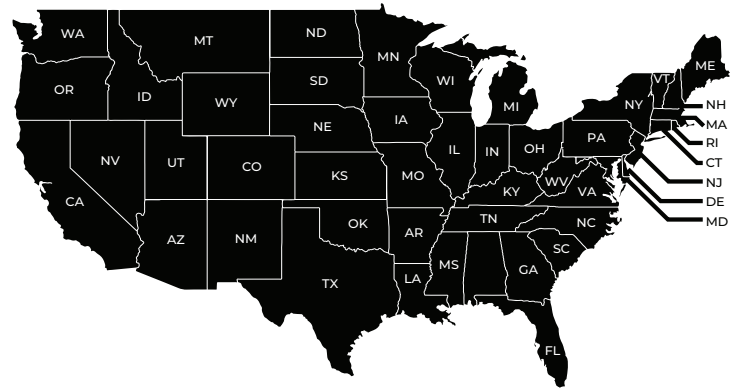 WA
MT
ND
MN
ME
VT
OR
ID
SD
WI
MI
NY
NH
WY
MA
IA
NE
PA
RI
NV
UT
CO
IL
IN
OH
CT
KS
MO
WV
NJ
CA
KY
VA
DE
AZ
NM
OK
AR
TN
NC
MD
SC
MS
GA
TX
LA
FL